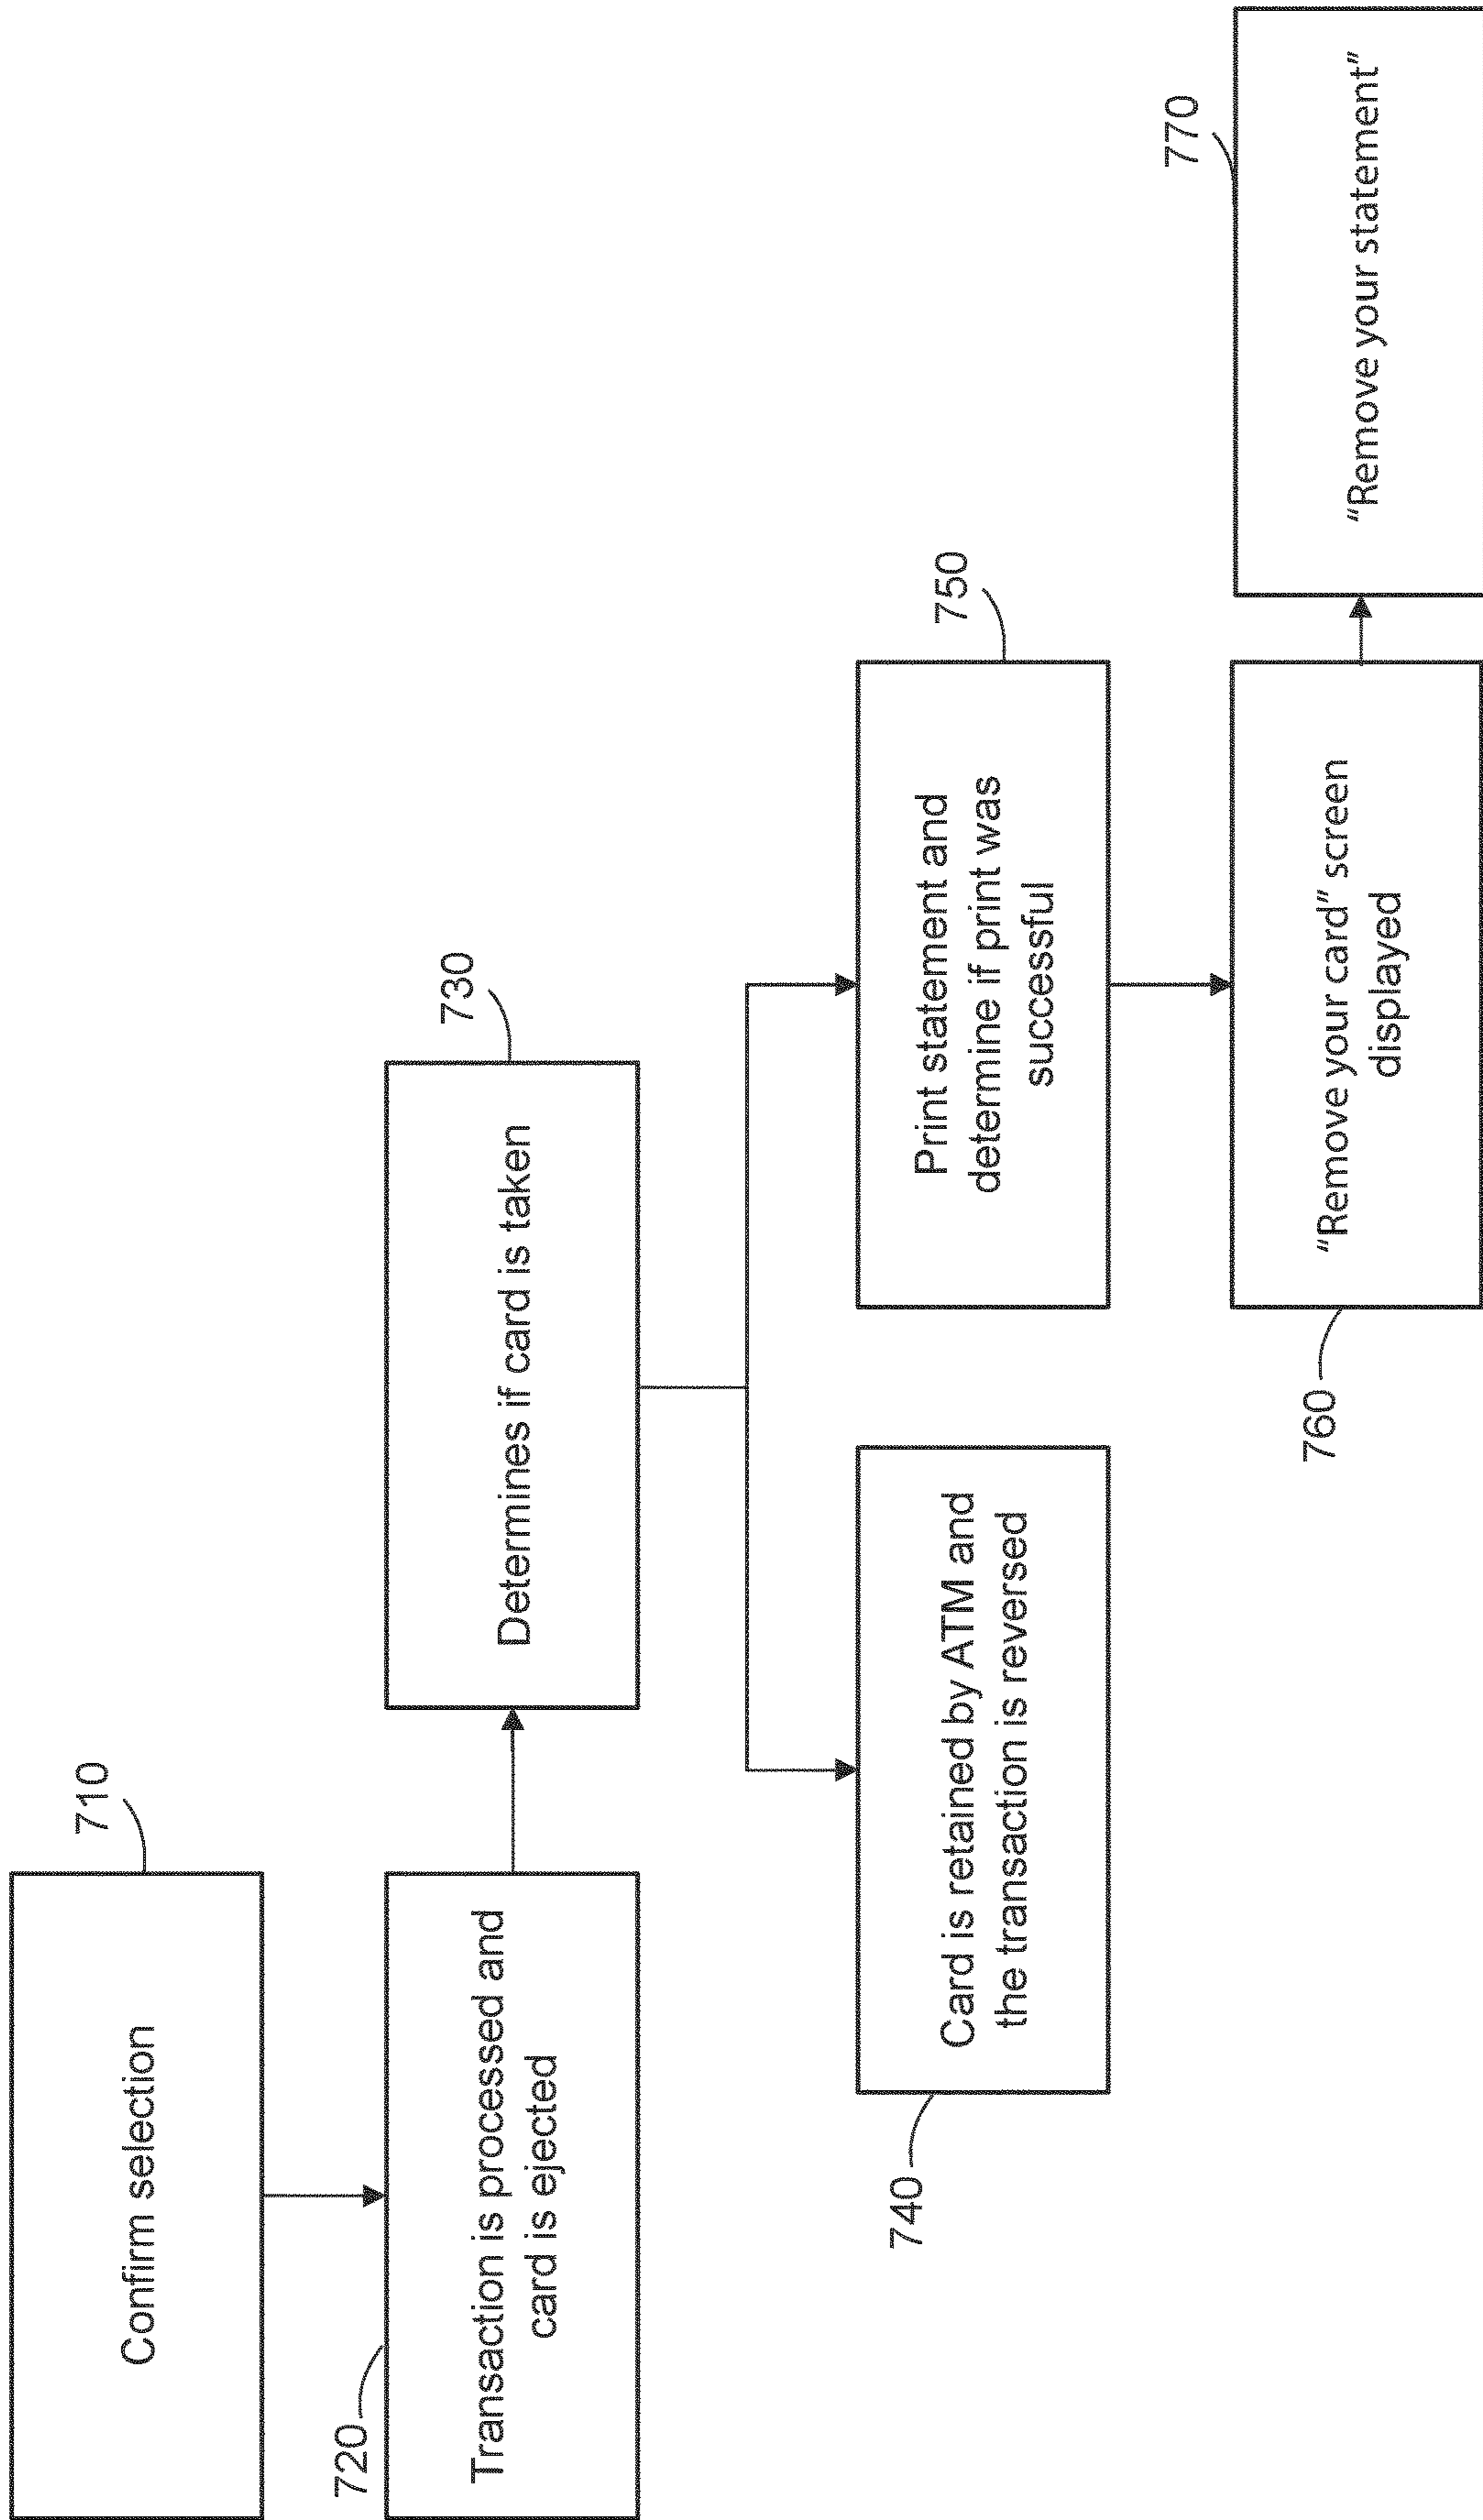 Confirm selection
710
720
Transaction is processed and
card is ejected
Determines if card is taken
730
740
Card is retained by ATM and
the transaction is reversed
Print statement and
determine if print was
successful
750
760
“Remove your card” screen
displayed
“Remove your statement”
770